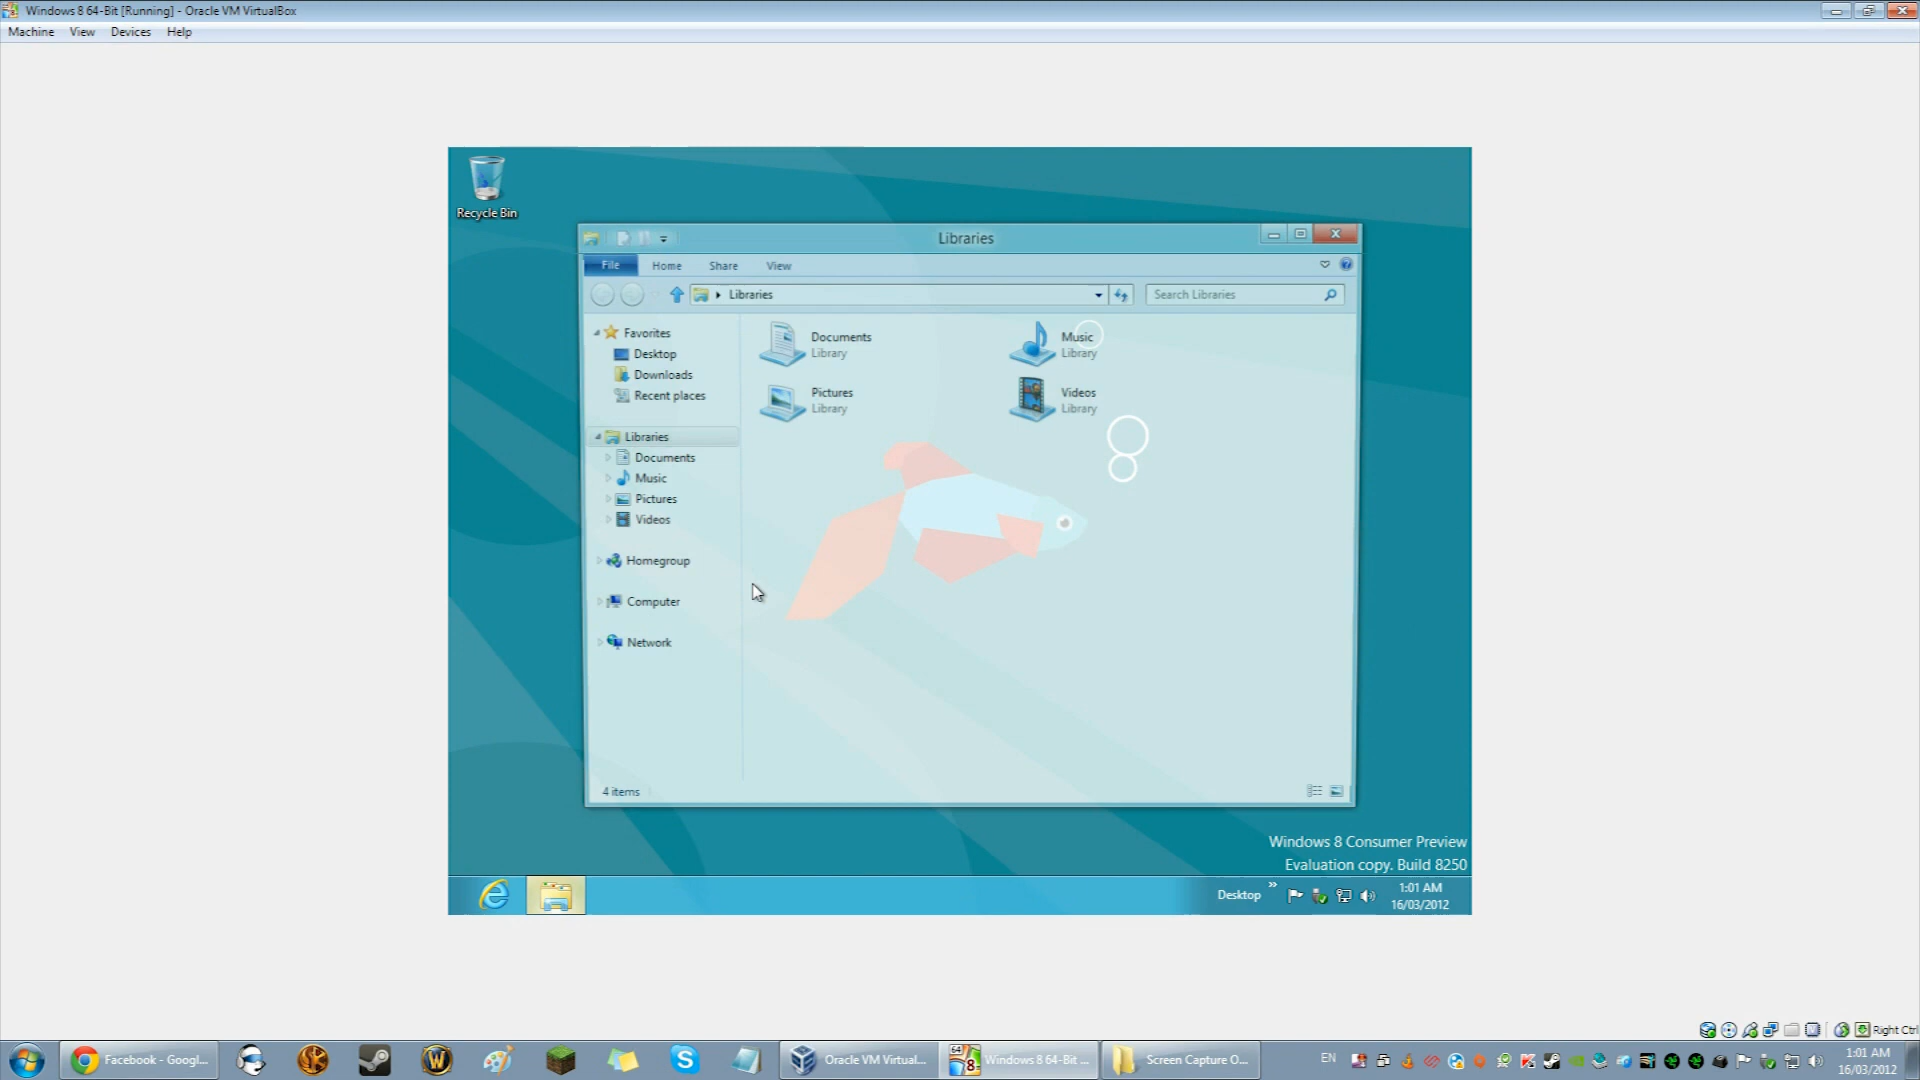 Windows 8 64-Bit [Running] - Oracle VM VirtualBox
Machine View Devices Help
Recycle Bin
Libraries
File Home Share View
Libraries
Search Libraries
Favorites
Desktop
Downloads
Recent places
Libraries
Documents
Music
Pictures
Videos
Homegroup
Computer
Network
Documents
Library
Music
Library
Pictures
Library
Videos
Library
4 items
Windows 8 Consumer Preview
Evaluation copy. Build 8250
Desktop
1:01 AM
16/03/2012
Right Ctrl
Facebook - Googl...
Oracle VM Virtual...
64
8
Windows 8 64-Bit ...
Screen Capture O...
EN
1:01 AM
16/03/2012